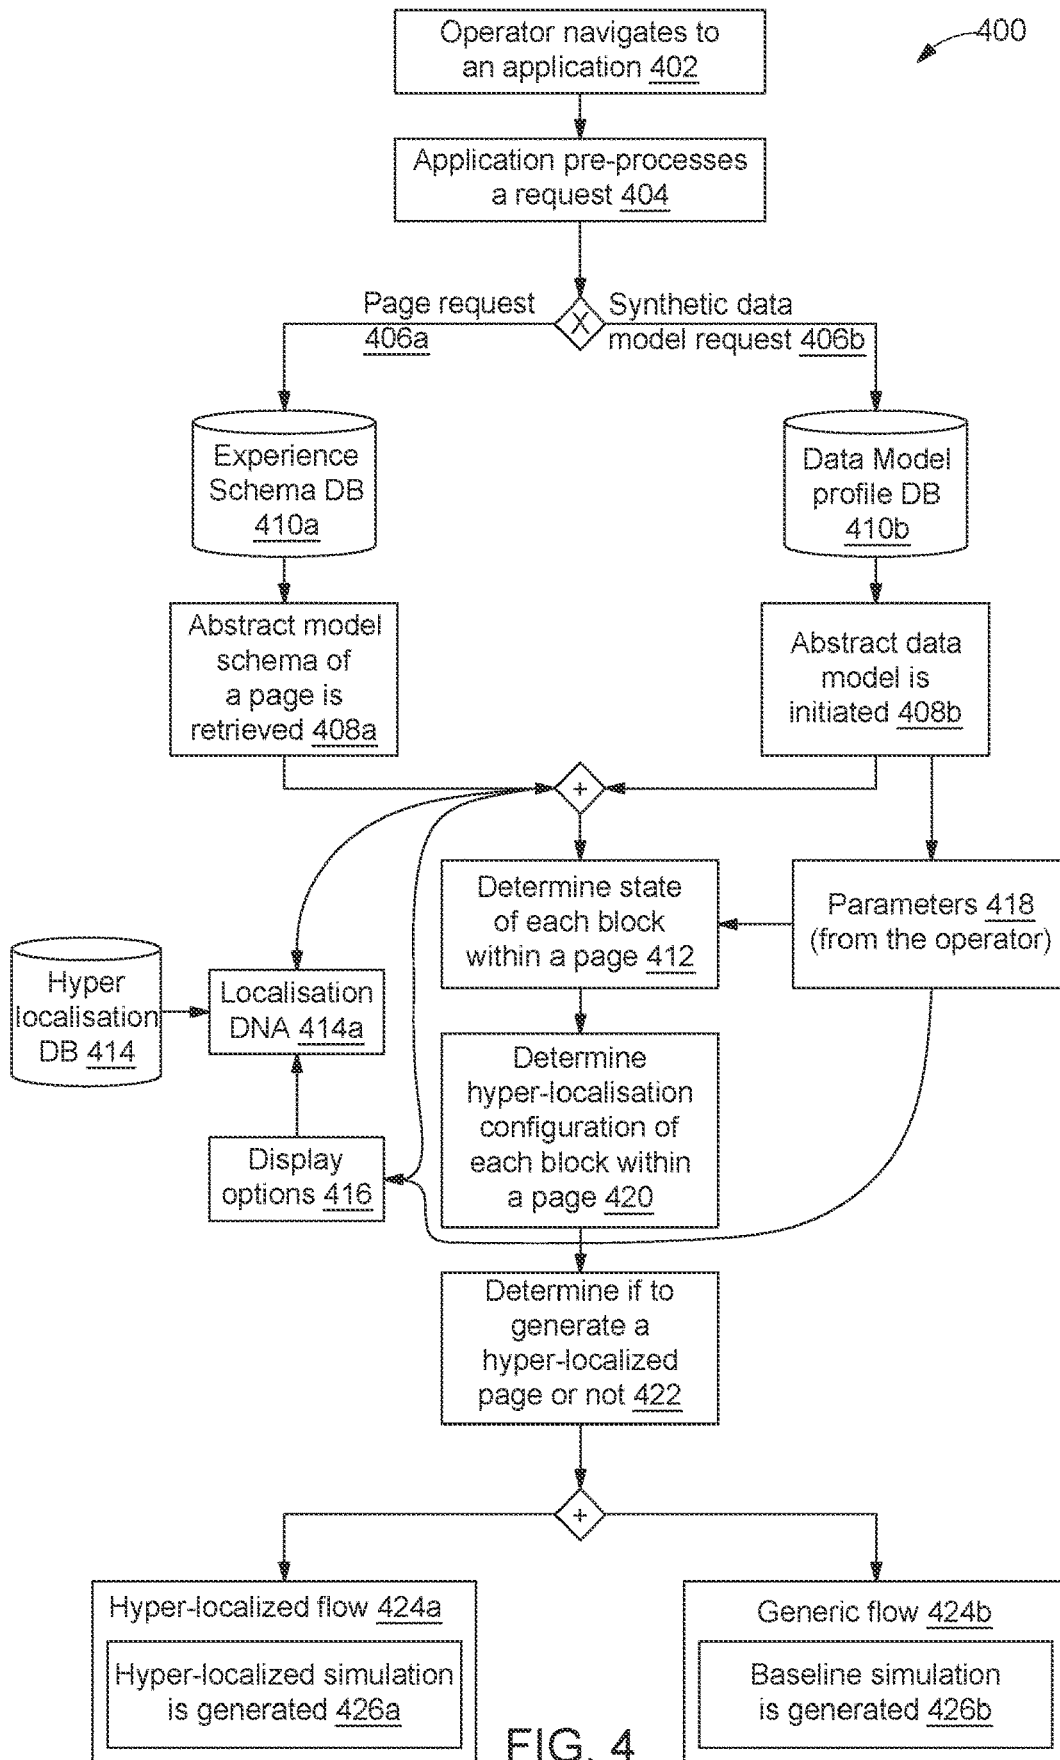 Operator navigates to
an application 402
400
Application pre-processes
a request 404
Page request
406a
X
Synthetic data
model request 406b
Experience
Schema DB
410a
Data Model
profile DB
410b
Abstract model
schema of
a page is
retrieved 408a
Abstract data
model is
initiated 408b
+
Determine state
of each block
within a page 412
Parameters 418
(from the operator)
Hyper
localisation
DB 414
Localisation
DNA 414a
Determine
hyper-localisation
configuration of
each block within
a page 420
Display
options 416
Determine if to
generate a
hyper-localized
page or not 422
+
Hyper-localized flow 424a
Hyper-localized simulation
is generated 426a
Generic flow 424b
Baseline simulation
is generated 426b
FIG. 4